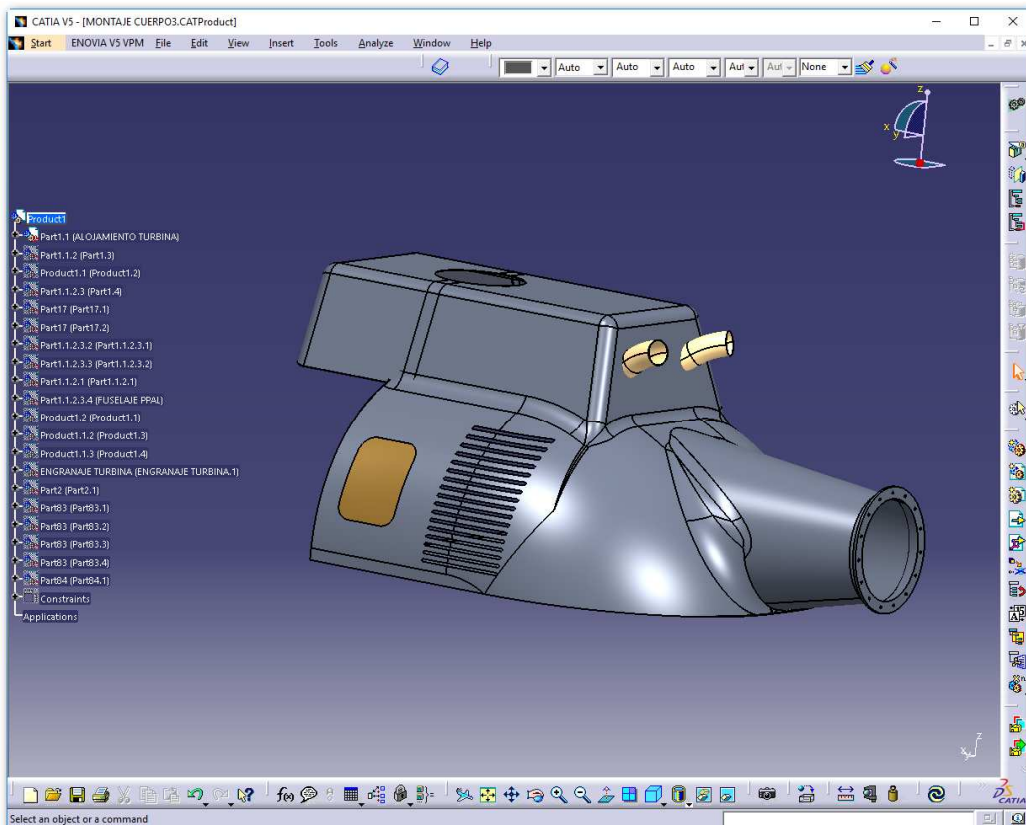 CATIA V5 - [MONTAJE CUERPO3.CATProduct]
Start ENOVIA V5 VPM File Edit View Insert Tools Analyze Window Help
Auto Auto Auto Aut Aut None
z
x
y
Product1
Part1.1 (ALOJAMIENTO TURBINA)
Part1.1.2 (Part1.3)
Product1.1 (Product1.2)
Part1.1.2.3 (Part1.4)
Part17 (Part17.1)
Part17 (Part17.2)
Part1.1.2.3.2 (Part1.1.2.3.1)
Part1.1.2.3.3 (Part1.1.2.3.2)
Part1.1.2.1 (Part1.1.2.1)
Part1.1.2.3.4 (FUSELAJE PPAL)
Product1.2 (Product1.1)
Product1.1.2 (Product1.3)
Product1.1.3 (Product1.4)
ENGRANAJE TURBINA (ENGRANAJE TURBINA.1)
Part2 (Part2.1)
Part83 (Part83.1)
Part83 (Part83.2)
Part83 (Part83.3)
Part83 (Part83.4)
Part84 (Part84.1)
Constraints
Applications
z
x y
f(x)
CATIA
Select an object or a command